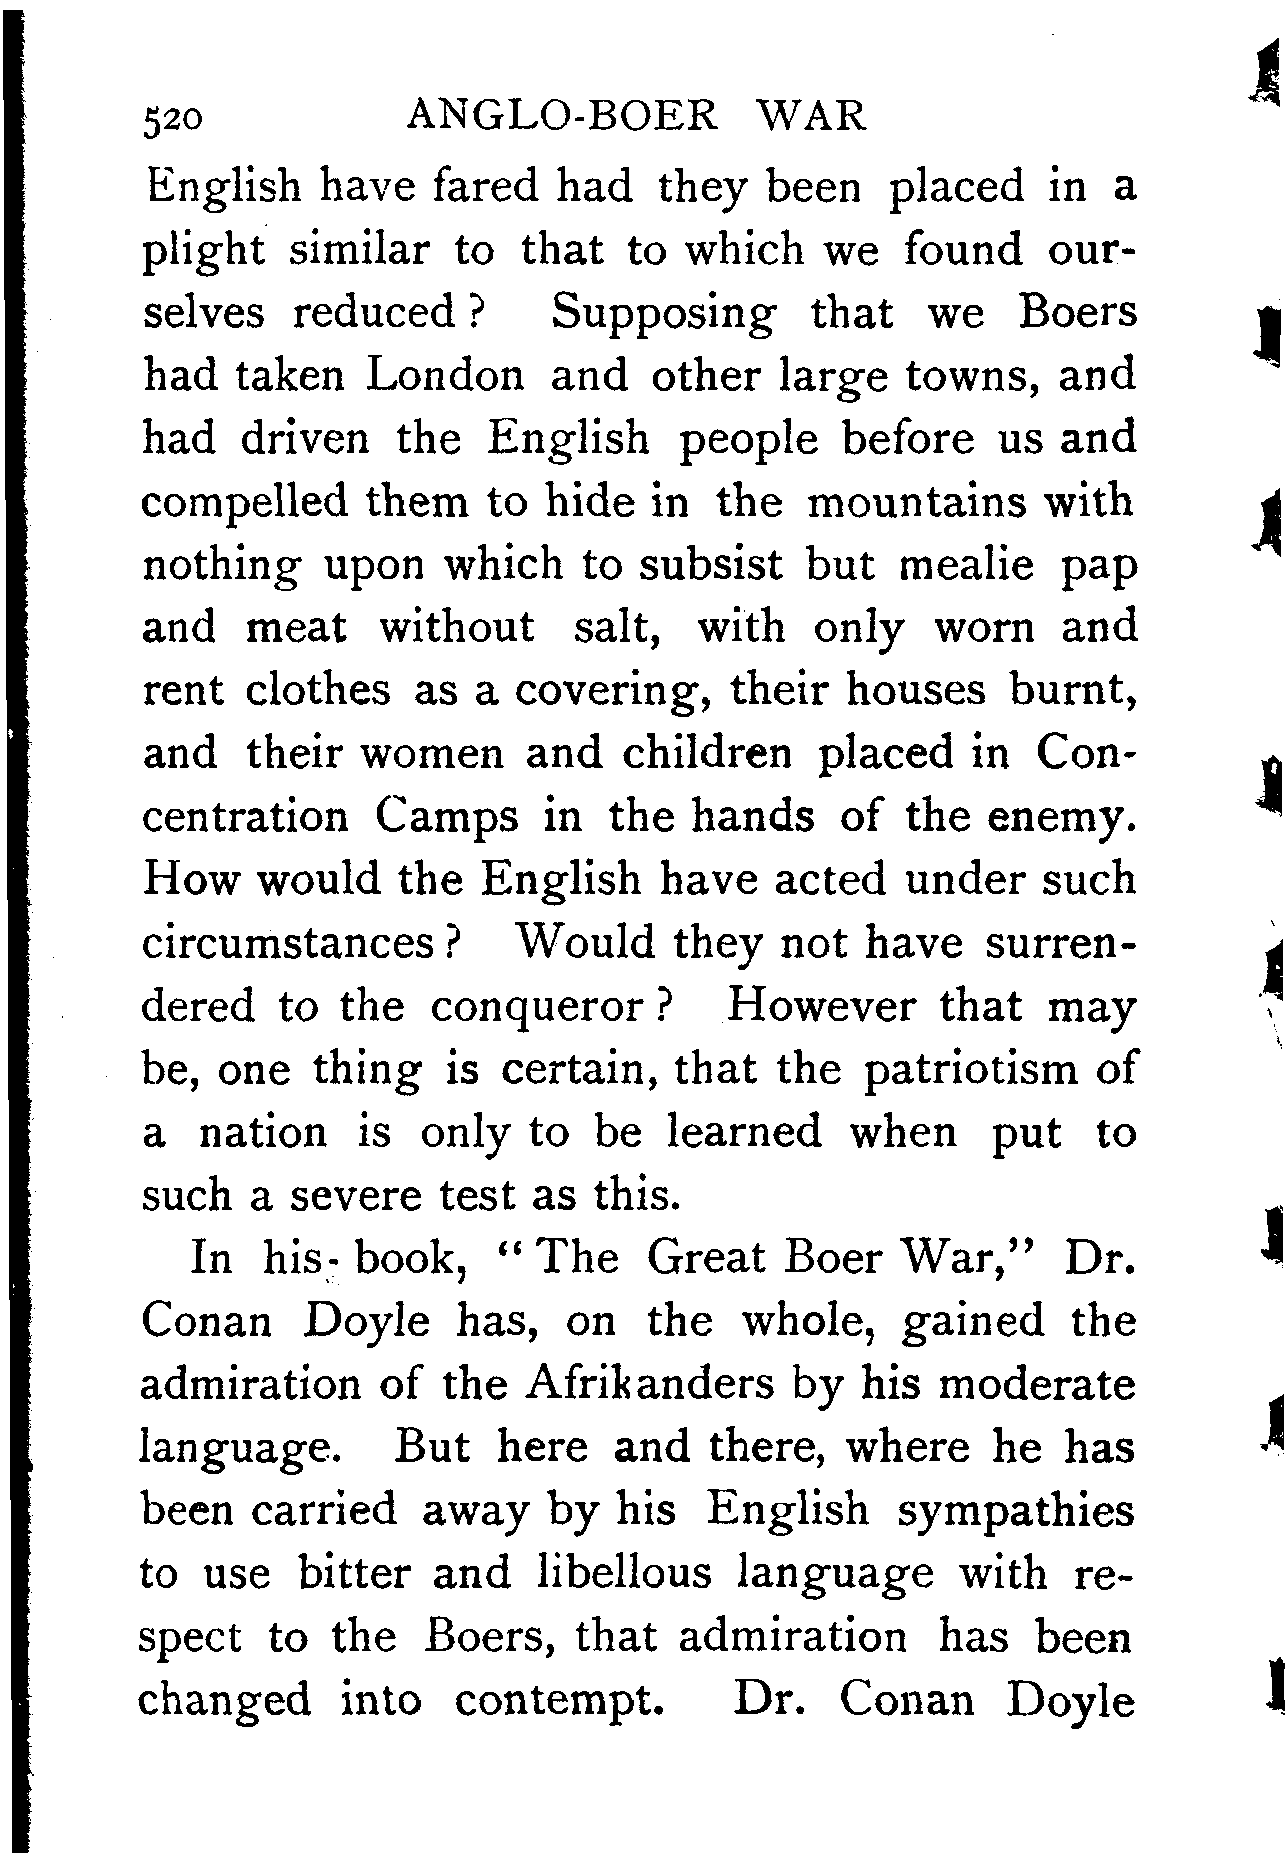 520 ANGLO-BOER WAR
English have fared had they been placed in a
plight similar to that to which we found our-
selves reduced ? Supposing that we Boers
had taken London and other large towns, and
had driven the English people before us and
compelled them to hide in the mountains with
nothing upon which to subsist but mealie pap
and meat without salt, with only worn and
rent clothes as a covering, their houses burnt,
and their women and children placed in Con-
centration Camps in the hands of the enemy.
How would the English have acted under such
circumstances ? Would they not have surren-
dered to the conqueror ? However that may
be, one thing is certain, that the patriotism of
a nation is only to be learned when put to
such a severe test as this.
In his book, “ The Great Boer War,” Dr.
Conan Doyle has, on the whole, gained the
admiration of the Afrikanders by his moderate
language. But here and there, where he has
been carried away by his English sympathies
to use bitter and libellous language with re-
spect to the Boers, that admiration has been
changed into contempt. Dr. Conan Doyle